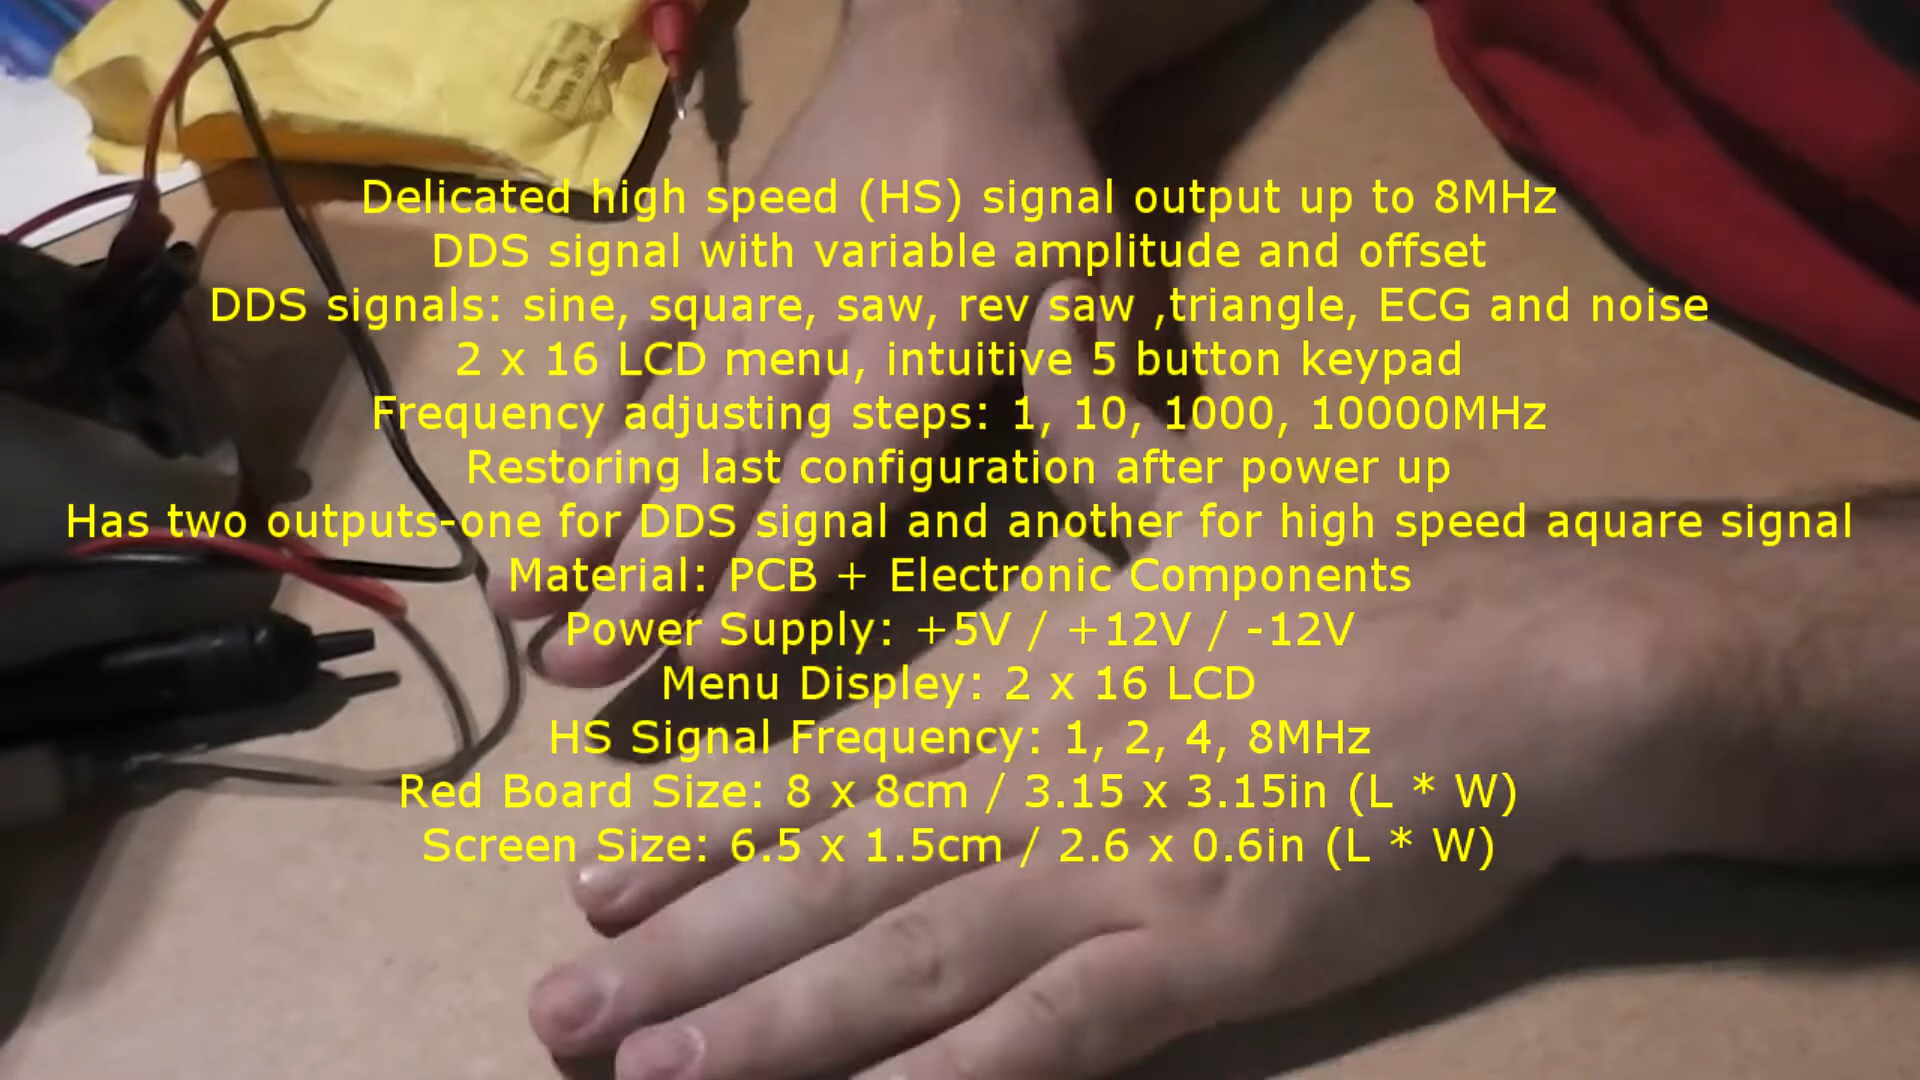 Delicated high speed (HS) signal output up to 8MHz
DDS signal with variable amplitude and offset
DDS signals: sine, square, saw, rev saw ,triangle, ECG and noise
2 x 16 LCD menu, intuitive 5 button keypad
Frequency adjusting steps: 1, 10, 1000, 10000MHz
Restoring last configuration after power up
Has two outputs-one for DDS signal and another for high speed aquare signal
Material: PCB + Electronic Components
Power Supply: +5V / +12V / -12V
Menu Display: 2 x 16 LCD
HS Signal Frequency: 1, 2, 4, 8MHz
Red Board Size: 8 x 8cm / 3.15 x 3.15in (L * W)
Screen Size: 6.5 x 1.5cm / 2.6 x 0.6in (L * W)